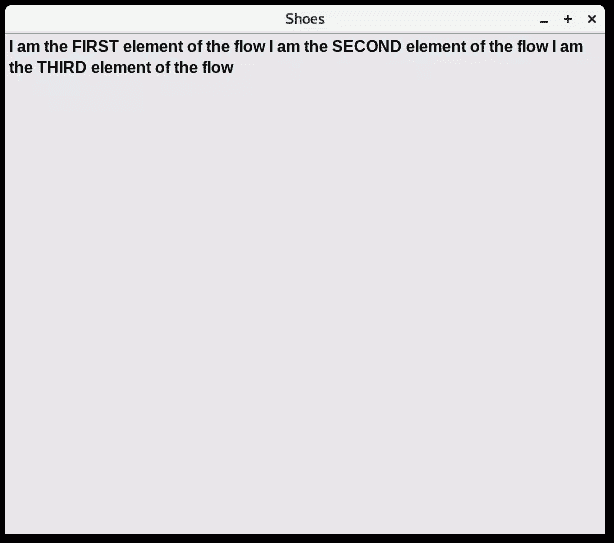 Shoes
I am the FIRST element of the flow I am the SECOND element of the flow I am
the THIRD element of the flow